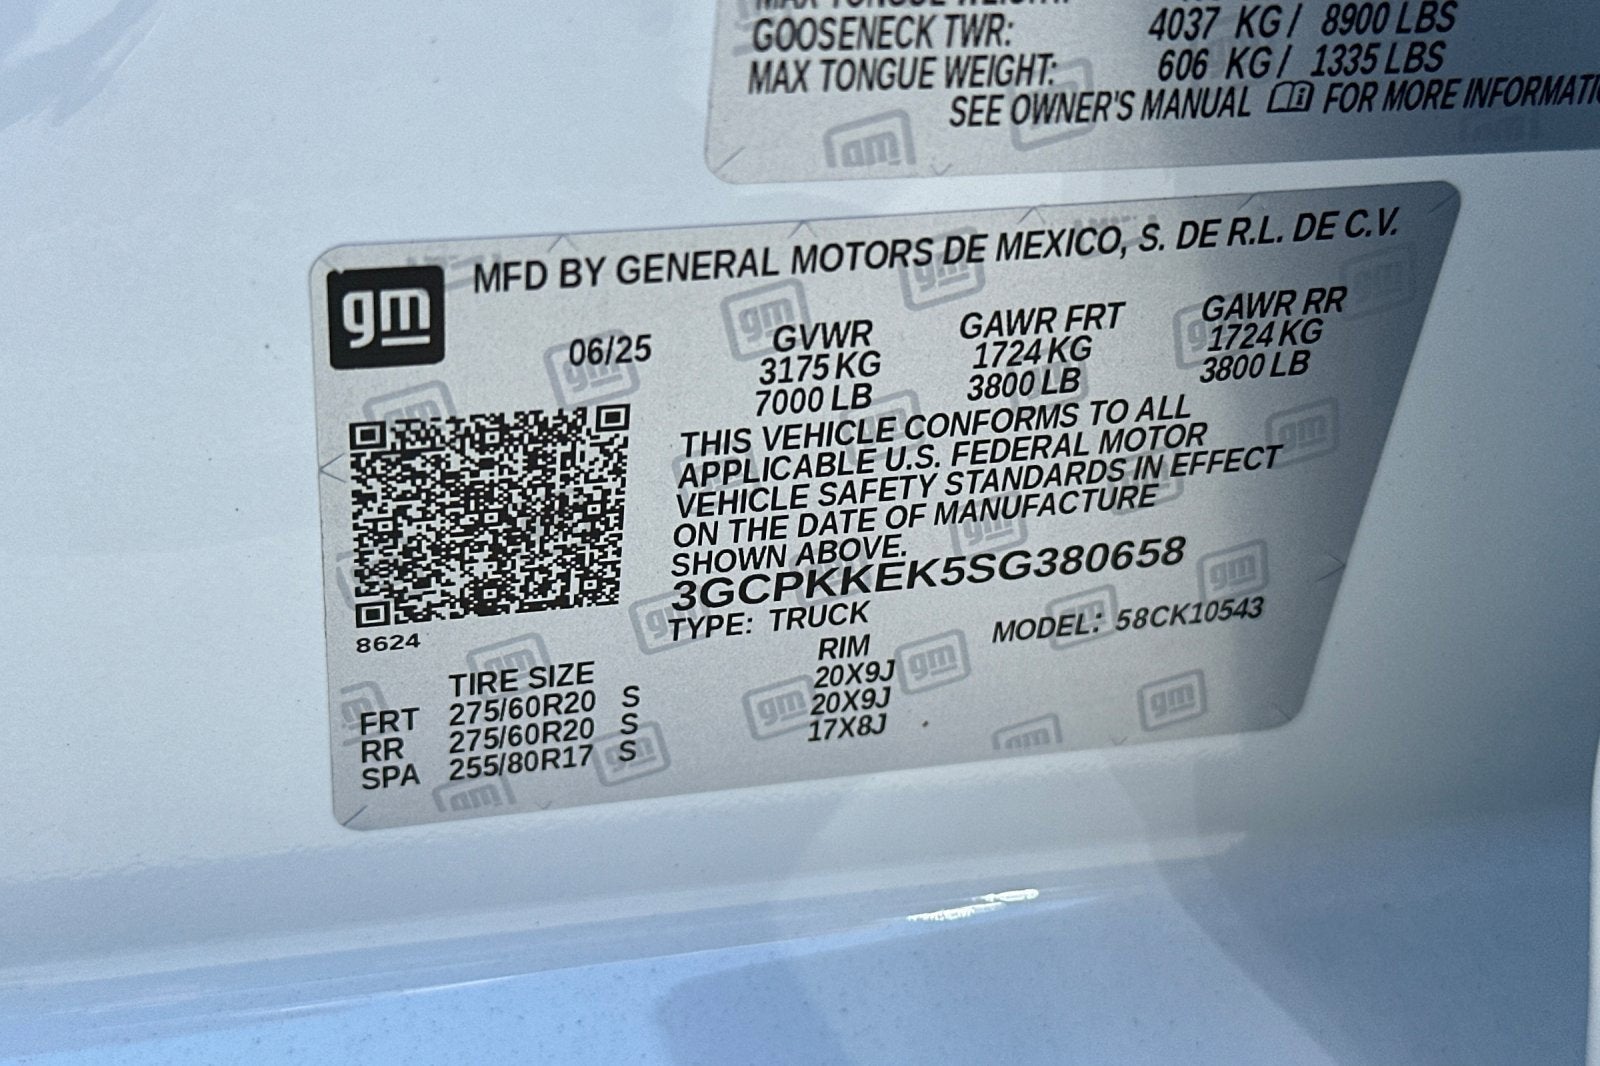 MAX TONGUE WEIGHT:
GOOSENECK TWR: 4037 KG / 8900 LBS
MAX TONGUE WEIGHT: 606 KG / 1335 LBS
SEE OWNER'S MANUAL FOR MORE INFORMATI
gm
MFD BY GENERAL MOTORS DE MEXICO, S. DE R.L. DE C.V.
06/25 GVWR GAWR FRT GAWR RR
3175 KG 1724 KG 1724 KG
7000 LB 3800 LB 3800 LB
THIS VEHICLE CONFORMS TO ALL
APPLICABLE U.S. FEDERAL MOTOR
VEHICLE SAFETY STANDARDS IN EFFECT
ON THE DATE OF MANUFACTURE
SHOWN ABOVE.
3GCPKKEK5SG380658
TYPE: TRUCK MODEL: 58CK10543
8624
TIRE SIZE RIM
FRT 275/60R20 S 20X9J
RR 275/60R20 S 20X9J
SPA 255/80R17 S 17X8J